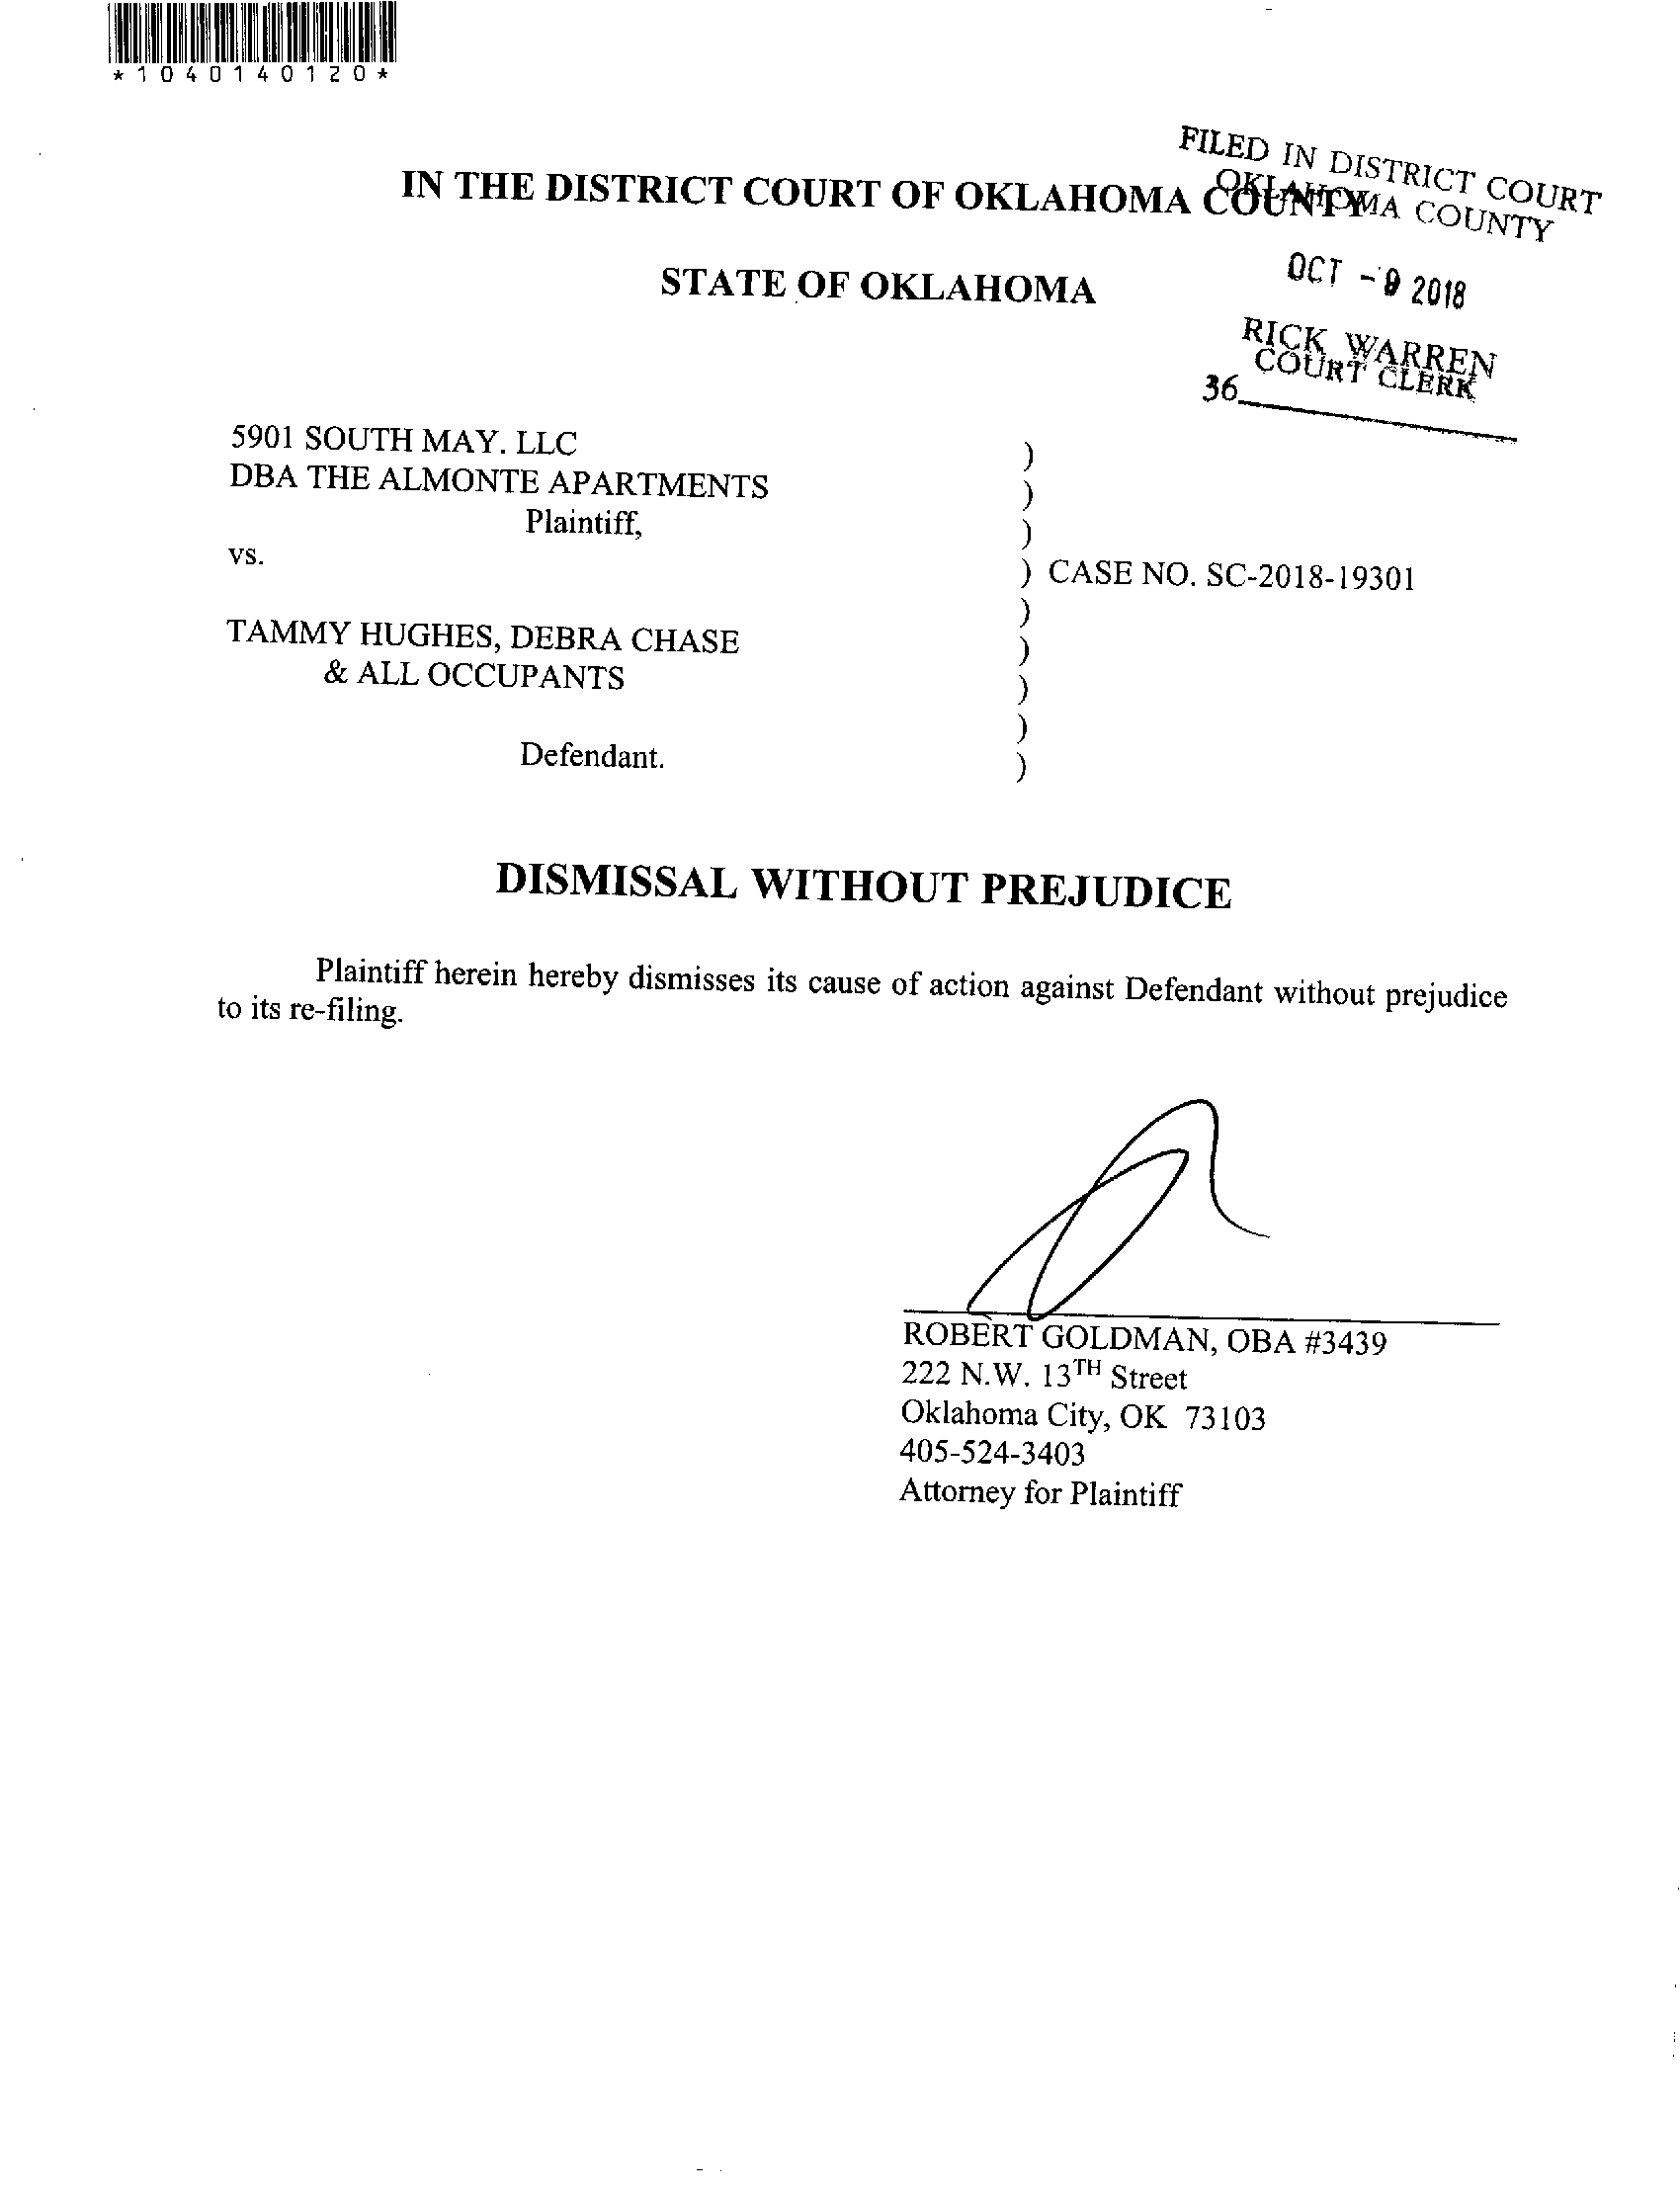 *1040140120*
FILED IN DISTRICT COURT
OKLAHOMA COUNTY
OCT - 9 2018
RICK WARREN
COURT CLERK
36
IN THE DISTRICT COURT OF OKLAHOMA COUNTY
STATE OF OKLAHOMA
5901 SOUTH MAY. LLC )
DBA THE ALMONTE APARTMENTS )
Plaintiff, )
vs. ) CASE NO. SC-2018-19301
)
TAMMY HUGHES, DEBRA CHASE )
& ALL OCCUPANTS )
)
Defendant. )
DISMISSAL WITHOUT PREJUDICE
Plaintiff herein hereby dismisses its cause of action against Defendant without prejudice
to its re-filing.
ROBERT GOLDMAN, OBA #3439
222 N.W. 13TH Street
Oklahoma City, OK 73103
405-524-3403
Attorney for Plaintiff